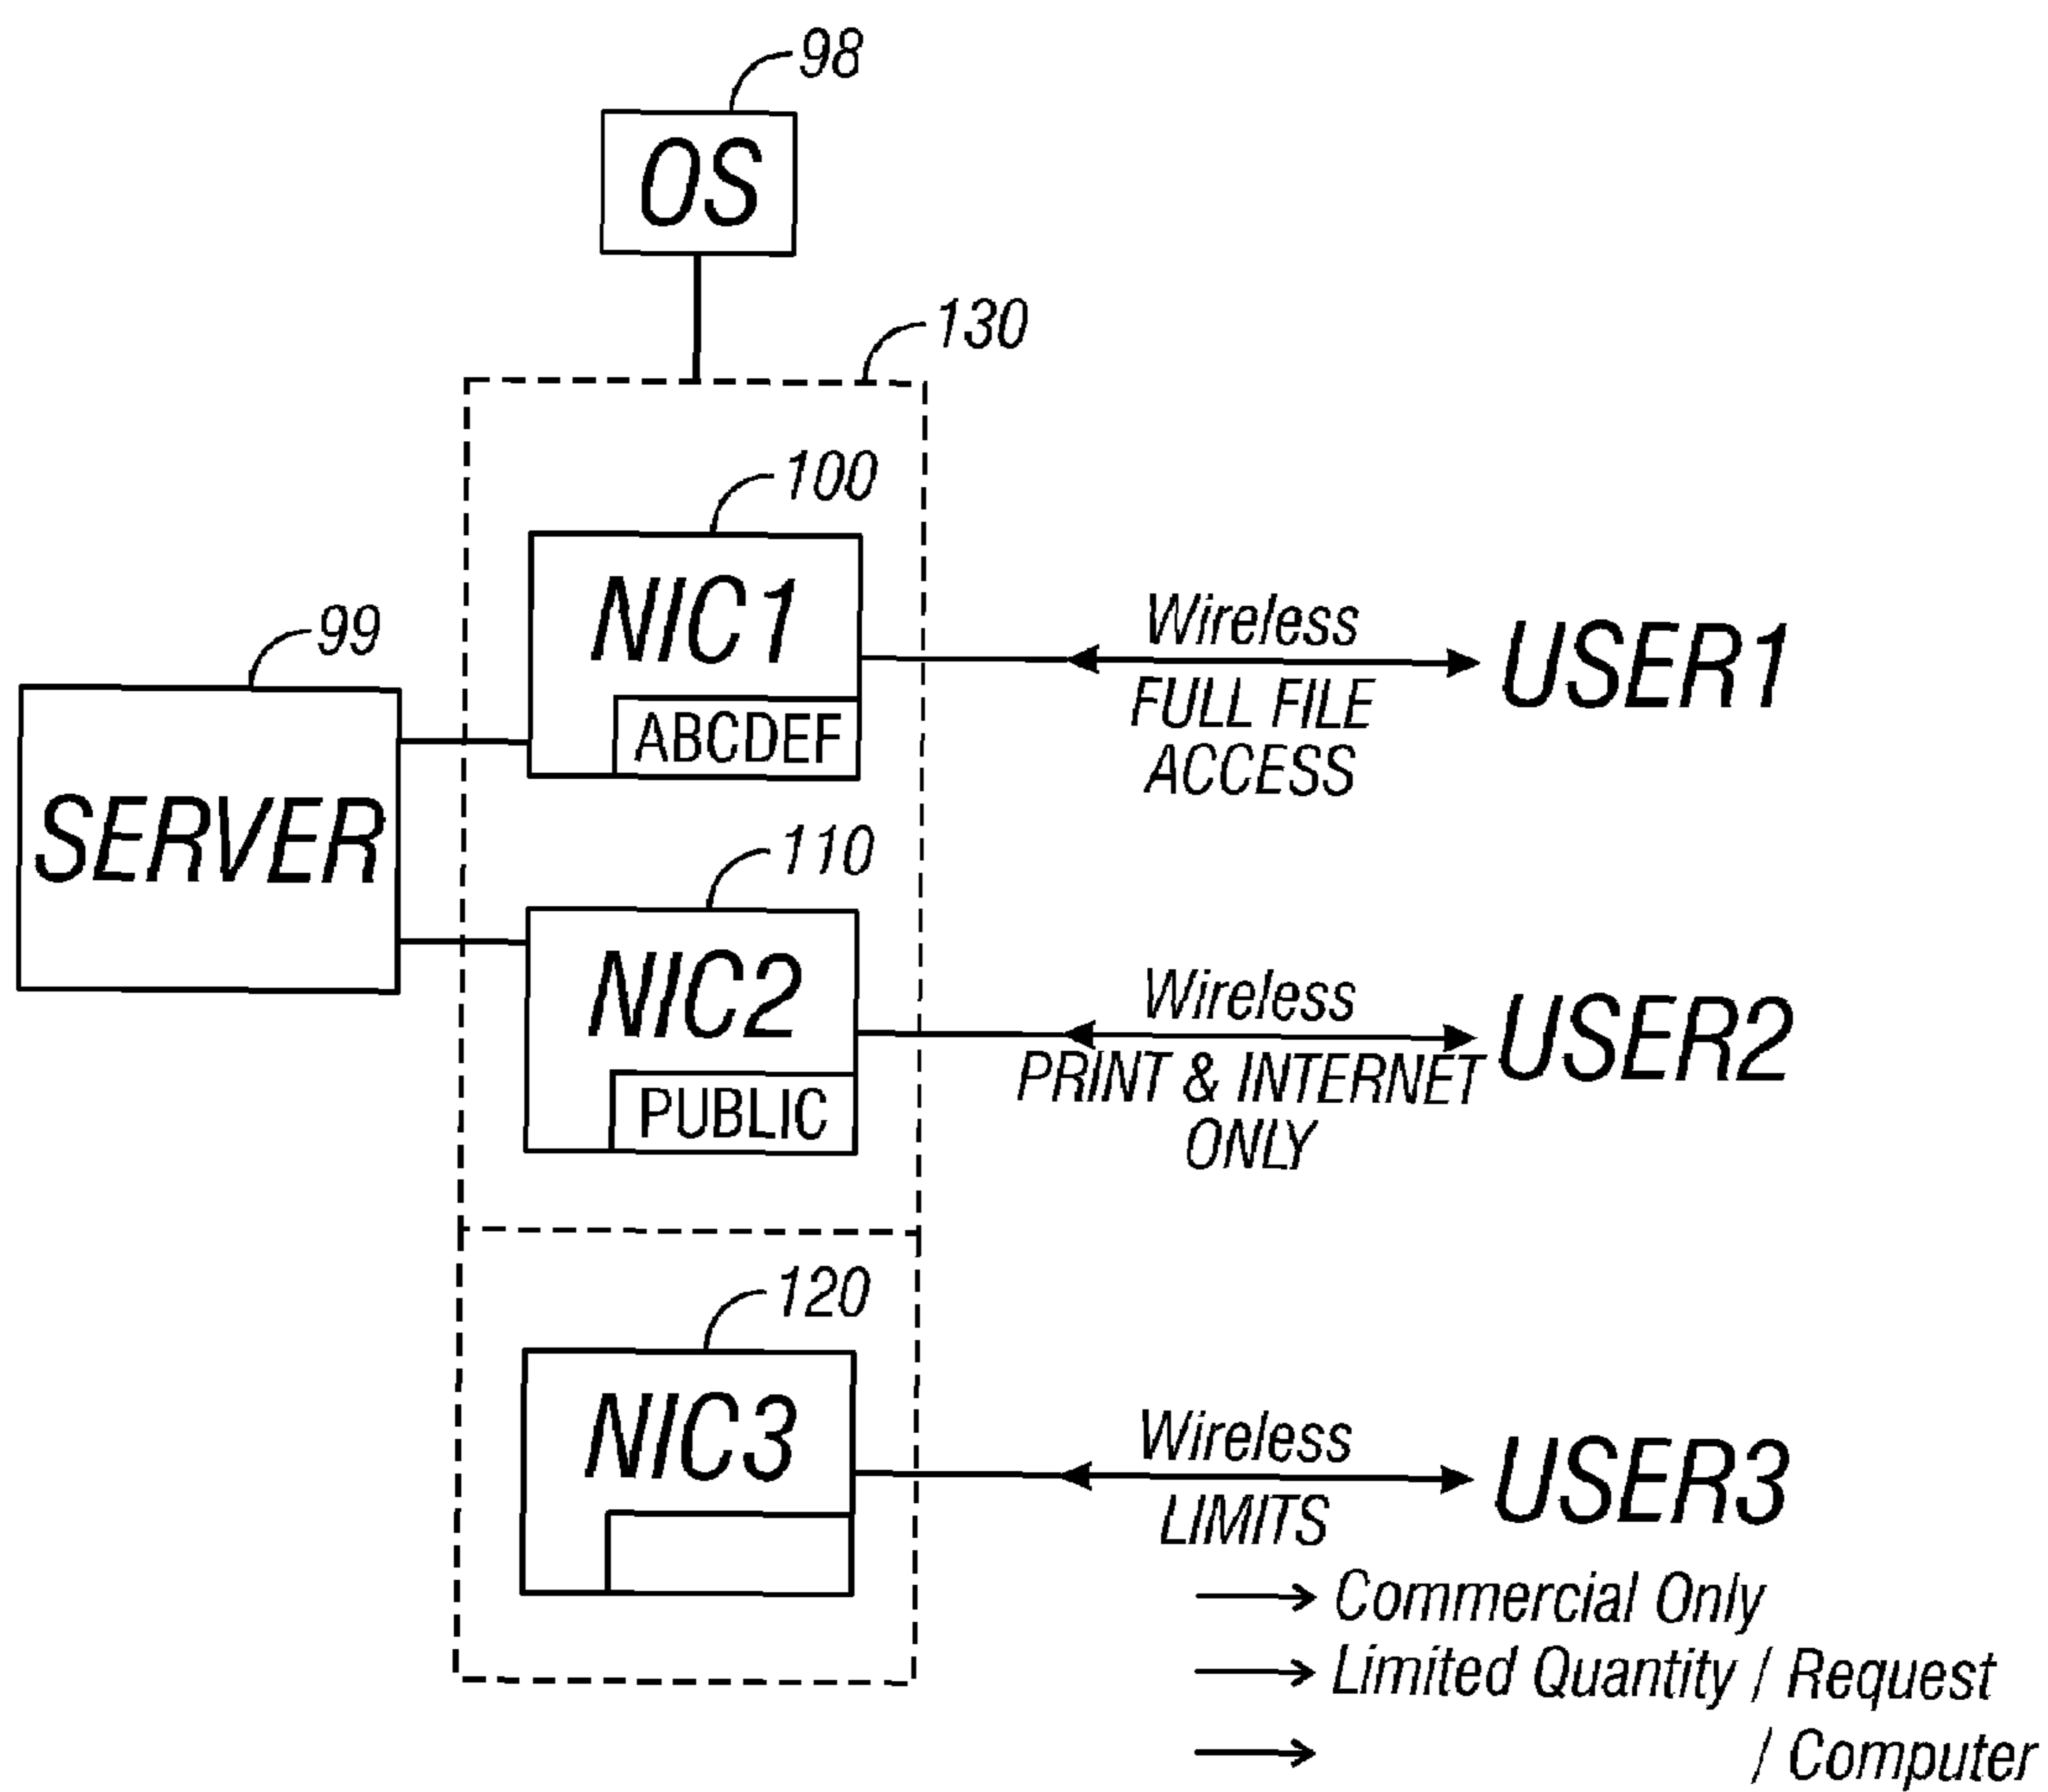 98
OS
130
100
NIC1
ABCDEF
Wireless
FULL FILE
ACCESS
USER1
99
SERVER
110
NIC2
PUBLIC
Wireless
PRINT & INTERNET
ONLY
USER2
120
NIC3
Wireless
LIMITS
USER3
Commercial Only
Limited Quantity / Request
/ Computer